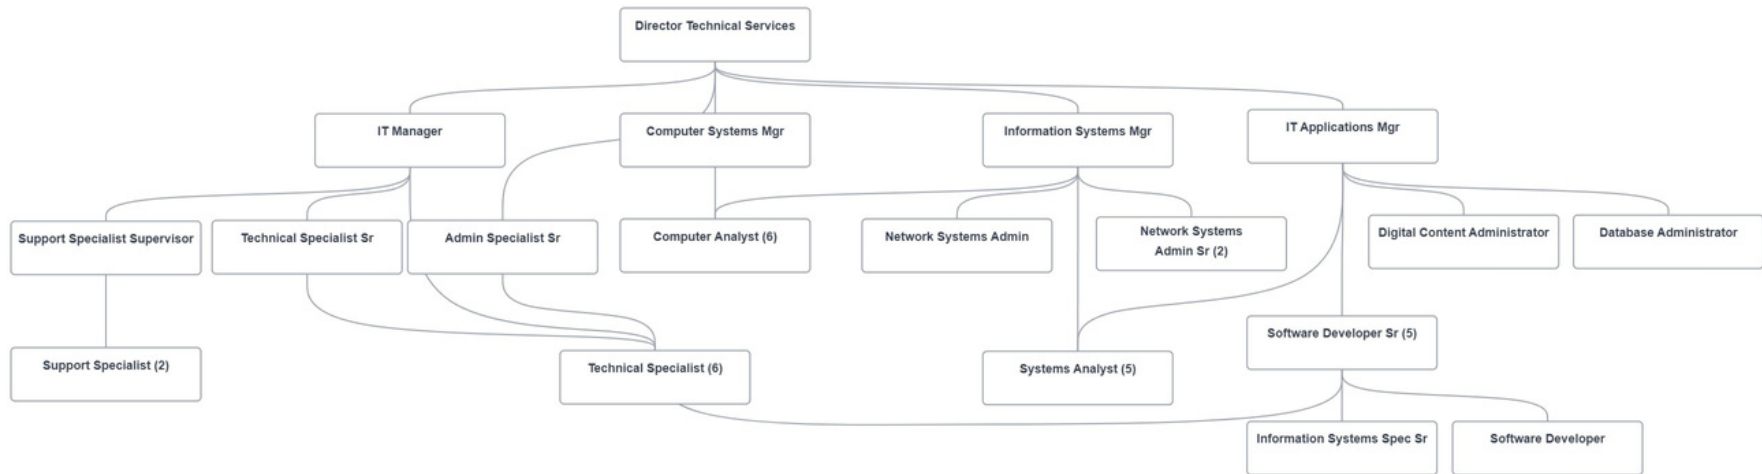 Director Technical Services
IT Manager
Computer Systems Mgr
Information Systems Mgr
IT Applications Mgr
Support Specialist Supervisor
Technical Specialist Sr
Admin Specialist Sr
Computer Analyst (6)
Network Systems Admin
Network Systems
Admin Sr (2)
Digital Content Administrator
Database Administrator
Software Developer Sr (5)
Support Specialist (2)
Technical Specialist (6)
Systems Analyst (5)
Information Systems Spec Sr
Software Developer